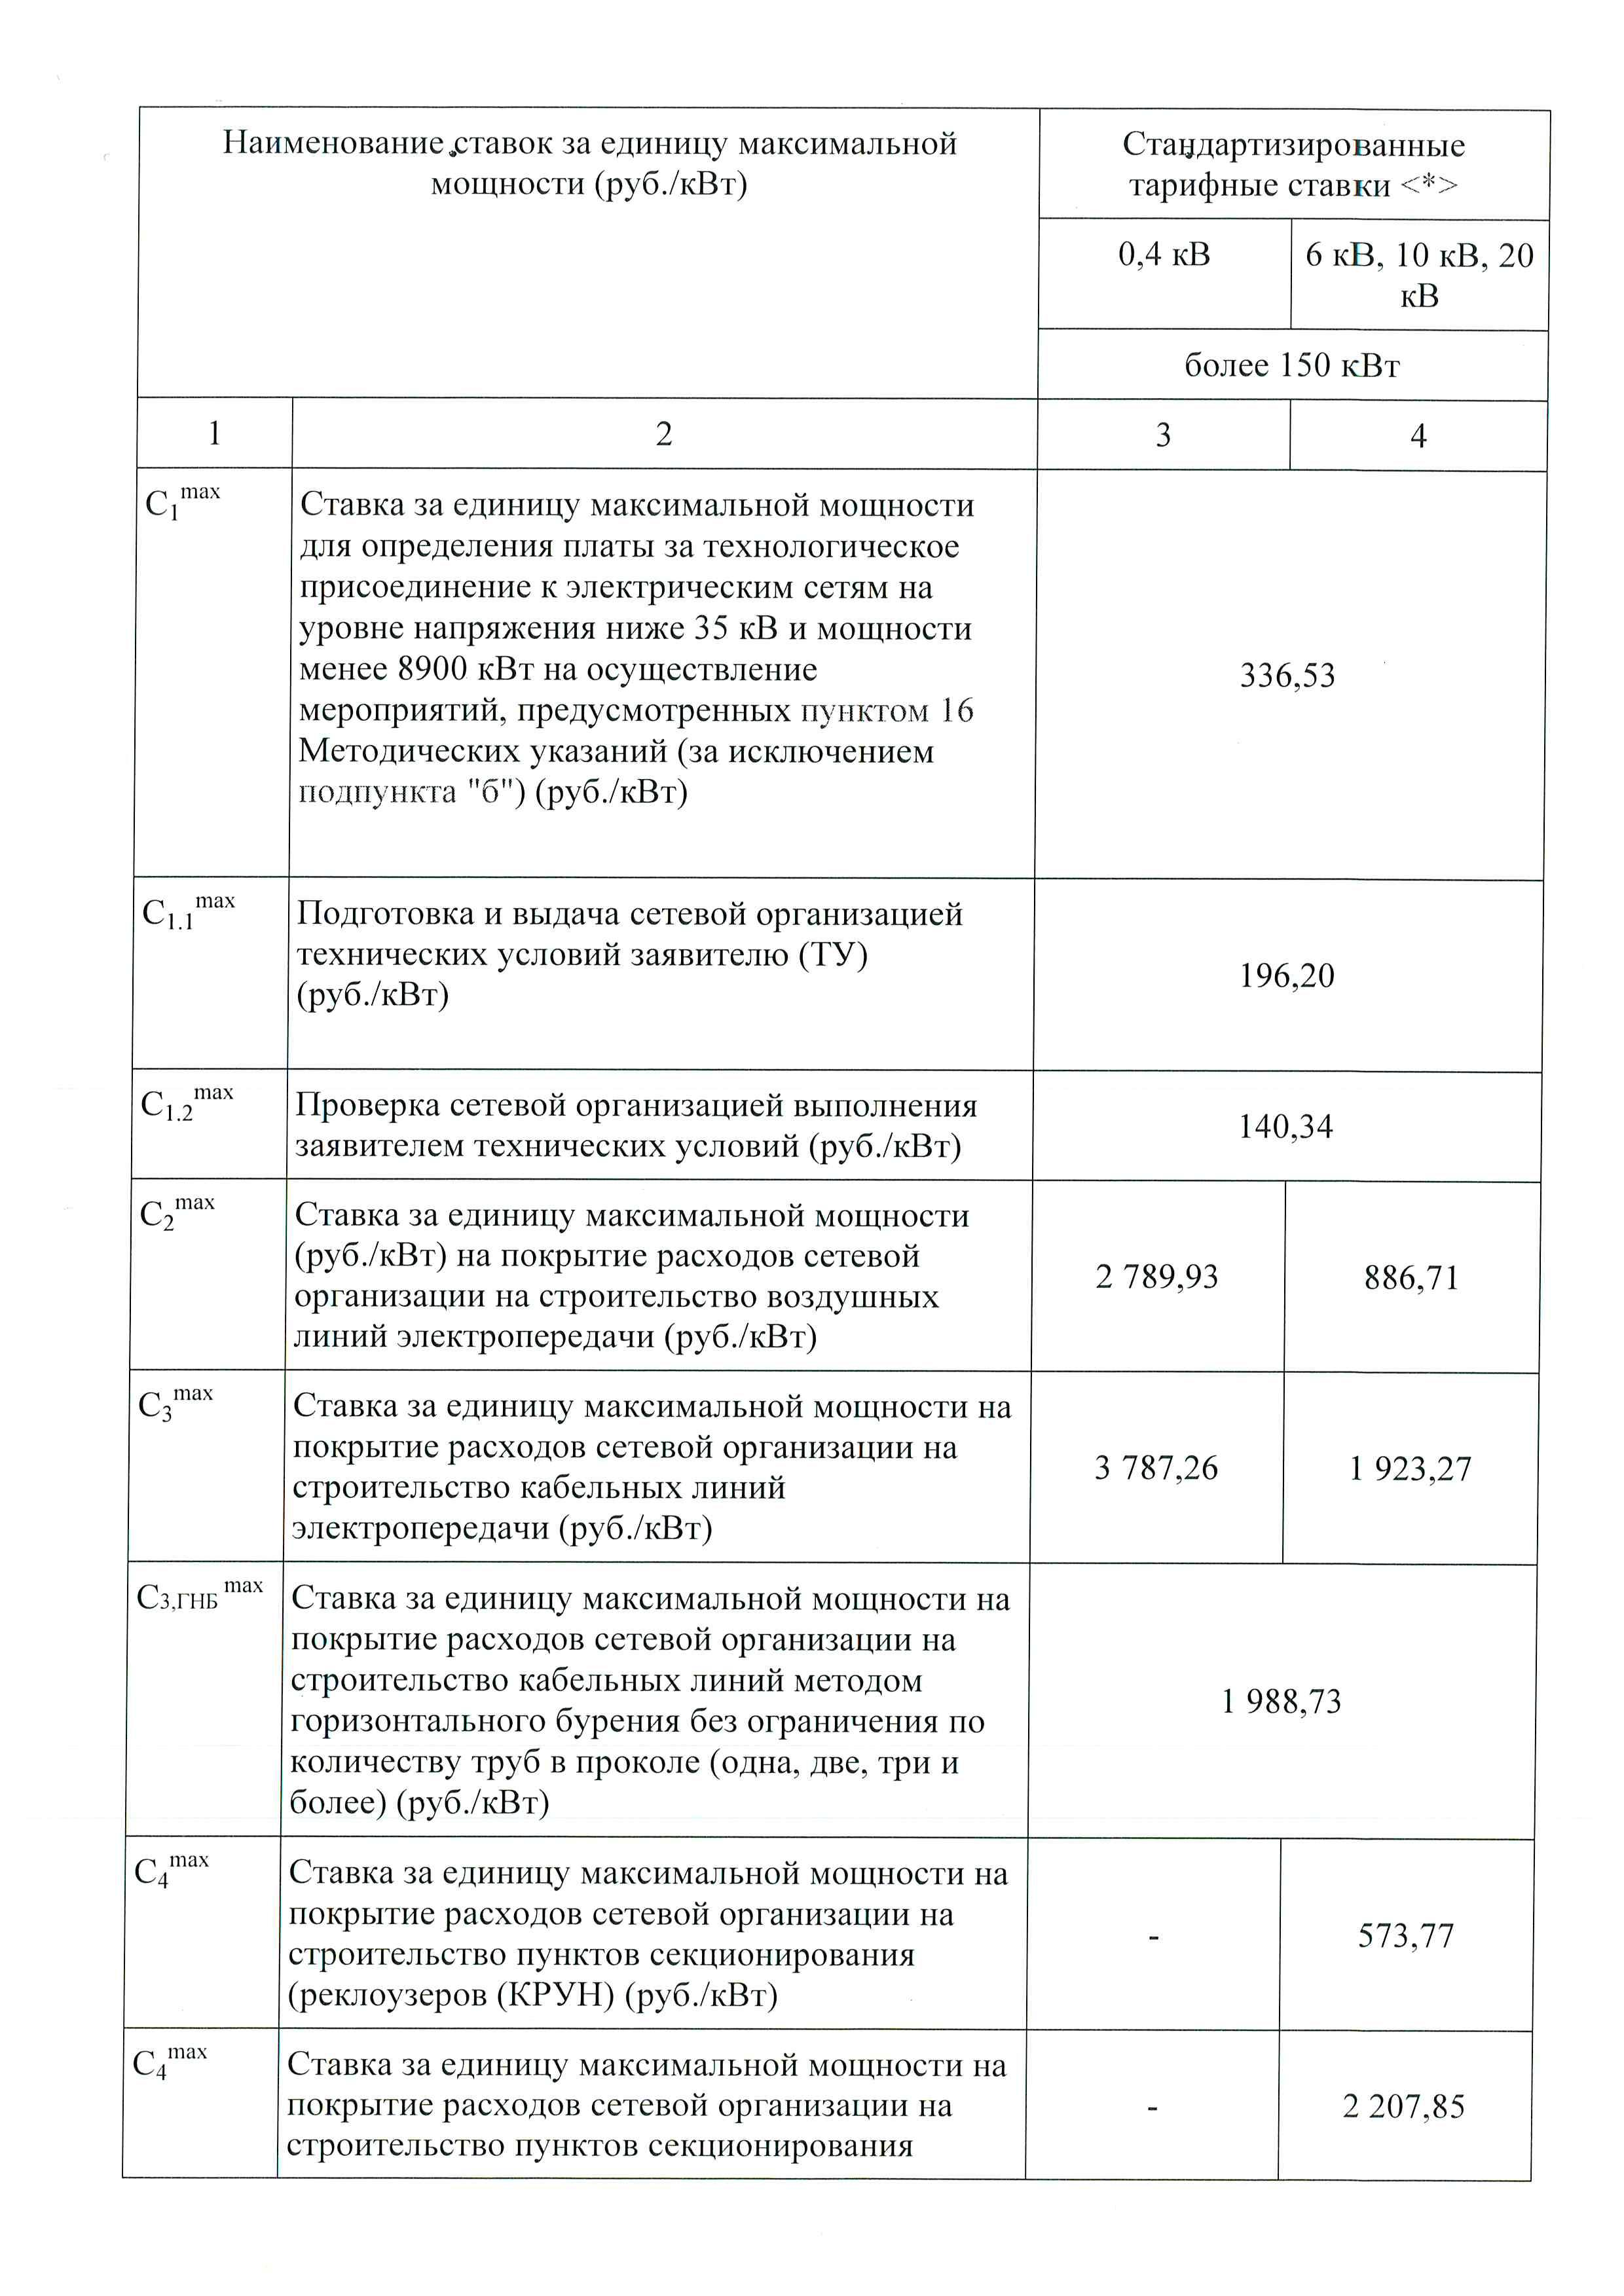 Наименование ставок за единицу максимальной
мощности (руб./кВт)
Стандартизированные
тарифные ставки <*>
0,4 кВ
6 кВ, 10 кВ, 20
кВ
более 150 кВт
1
2
3
4
C1max
Ставка за единицу максимальной мощности
для определения платы за технологическое
присоединение к электрическим сетям на
уровне напряжения ниже 35 кВ и мощности
менее 8900 кВт на осуществление
мероприятий, предусмотренных пунктом 16
Методических указаний (за исключением
подпункта "б") (руб./кВт)
336,53
C1.1max
Подготовка и выдача сетевой организацией
технических условий заявителю (ТУ)
(руб./кВт)
196,20
C1.2max
Проверка сетевой организацией выполнения
заявителем технических условий (руб./кВт)
140,34
C2max
Ставка за единицу максимальной мощности
(руб./кВт) на покрытие расходов сетевой
организации на строительство воздушных
линий электропередачи (руб./кВт)
2 789,93
886,71
C3max
Ставка за единицу максимальной мощности на
покрытие расходов сетевой организации на
строительство кабельных линий
электропередачи (руб./кВт)
3 787,26
1 923,27
C3,ГНБ max
Ставка за единицу максимальной мощности на
покрытие расходов сетевой организации на
строительство кабельных линий методом
горизонтального бурения без ограничения по
количеству труб в проколе (одна, две, три и
более) (руб./кВт)
1 988,73
C4max
Ставка за единицу максимальной мощности на
покрытие расходов сетевой организации на
строительство пунктов секционирования
(реклоузеров (КРУН) (руб./кВт)
-
573,77
C4max
Ставка за единицу максимальной мощности на
покрытие расходов сетевой организации на
строительство пунктов секционирования
-
2 207,85